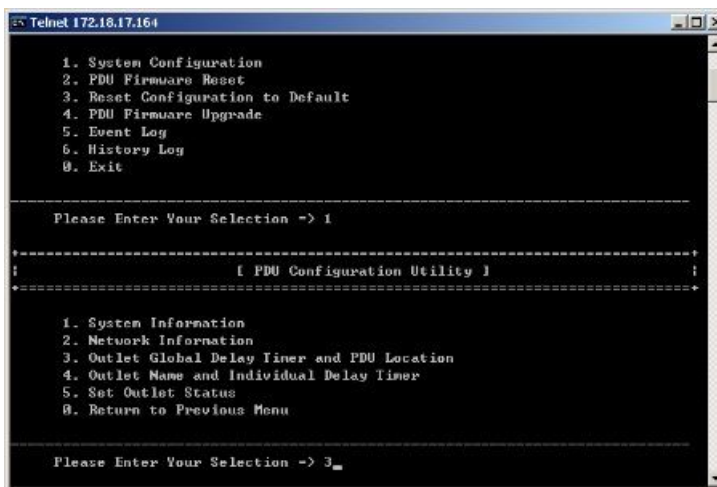 Telnet 172.18.17.164
1. System Configuration
2. PDU Firmware Reset
3. Reset Configuration to Default
4. PDU Firmware Upgrade
5. Event Log
6. History Log
0. Exit
Please Enter Your Selection => 1
[ PDU Configuration Utility ]
1. System Information
2. Network Information
3. Outlet Global Delay Timer and PDU Location
4. Outlet Name and Individual Delay Timer
5. Set Outlet Status
0. Return to Previous Menu
Please Enter Your Selection => 3_